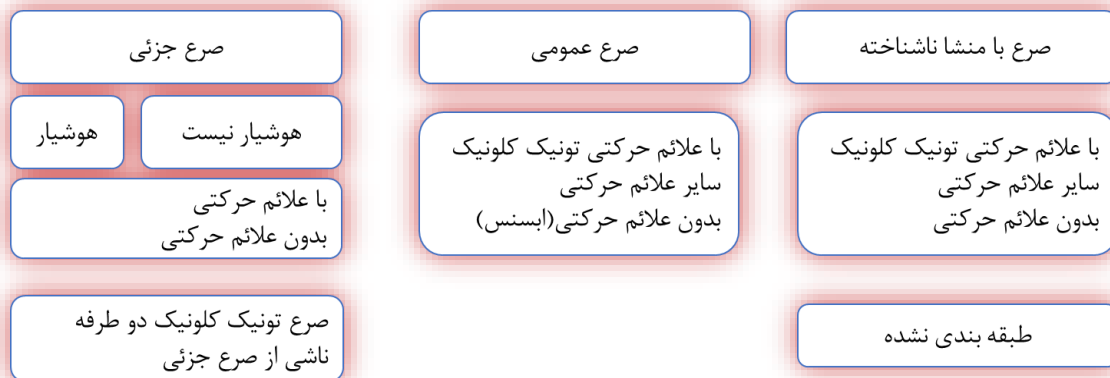 صرع با منشا ناشناخته
با علائم حرکتی تونیک کلونیک
سایر علائم حرکتی
بدون علائم حرکتی
طبقه بندی نشده
صرع عمومی
با علائم حرکتی تونیک کلونیک
سایر علائم حرکتی
بدون علائم حرکتی(ابسنس)
صرع جزئی
هوشیار نیست
هوشیار
با علائم حرکتی
بدون علائم حرکتی
صرع تونیک کلونیک دو طرفه
ناشی از صرع جزئی